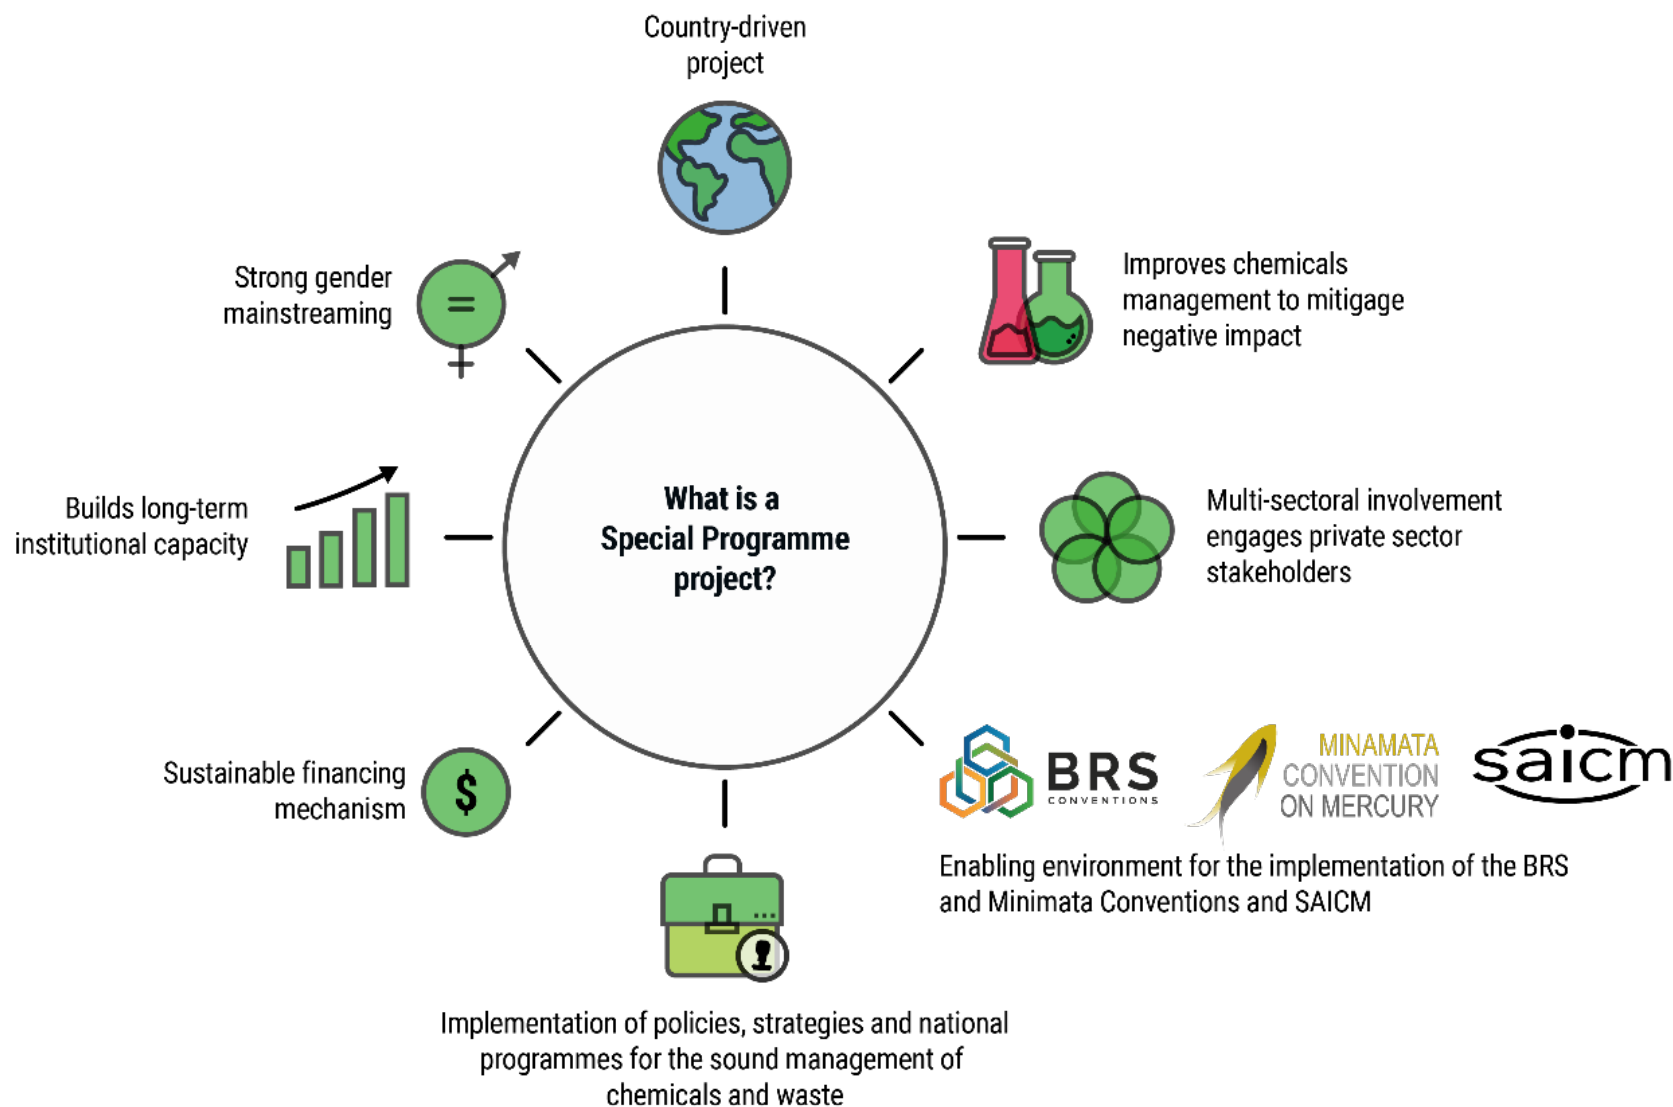 Country-driven
project
Improves chemicals
management to mitigage
negative impact
Multi-sectoral involvement
engages private sector
stakeholders
BRS
CONVENTIONS
MINAMATA
CONVENTION
ON MERCURY
saicm
Enabling environment for the implementation of the BRS
and Minimata Conventions and SAICM
Implementation of policies, strategies and national
programmes for the sound management of
chemicals and waste
Sustainable financing
mechanism
$
Builds long-term
institutional capacity
Strong gender
mainstreaming
=
What is a
Special Programme
project?